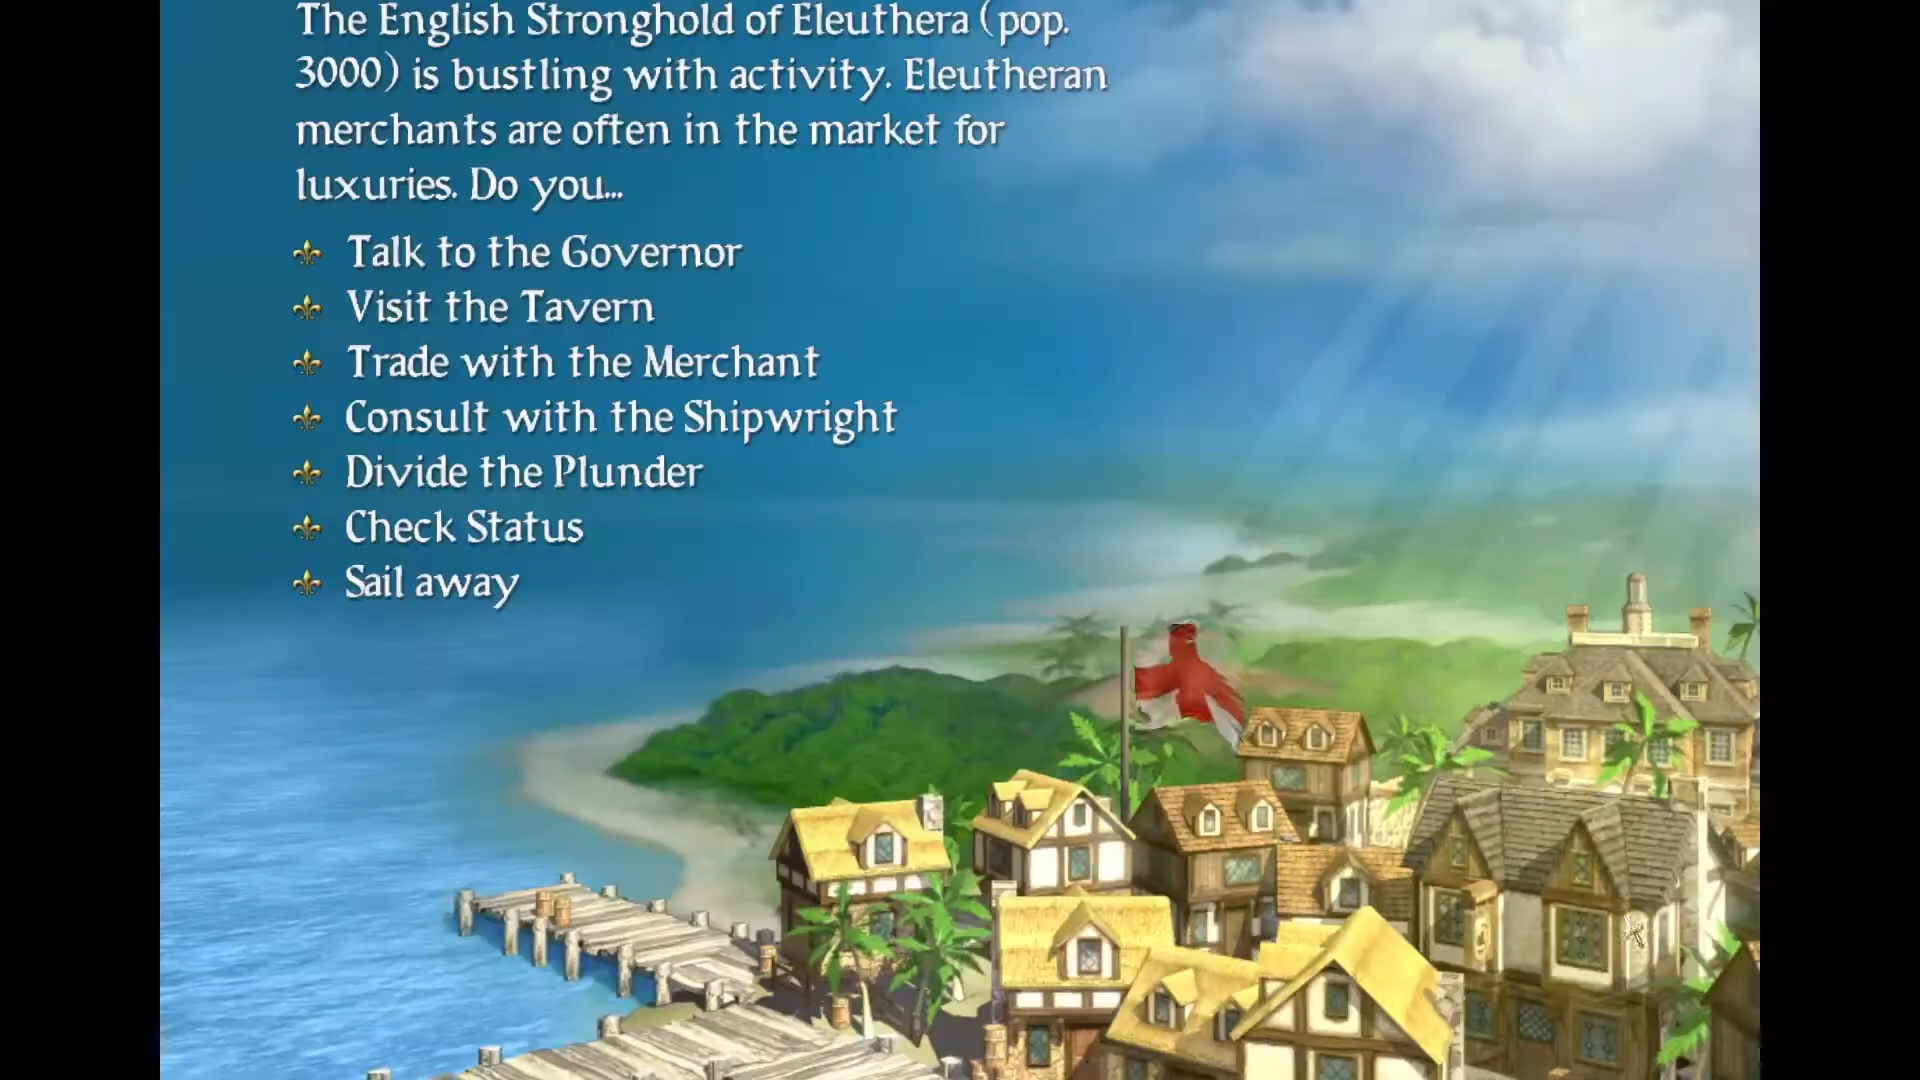 The English Stronghold of Eleuthera (pop.
3000) is bustling with activity. Eleutheran
merchants are often in the market for
luxuries. Do you...
Talk to the Governor
Visit the Tavern
Trade with the Merchant
Consult with the Shipwright
Divide the Plunder
Check Status
Sail away